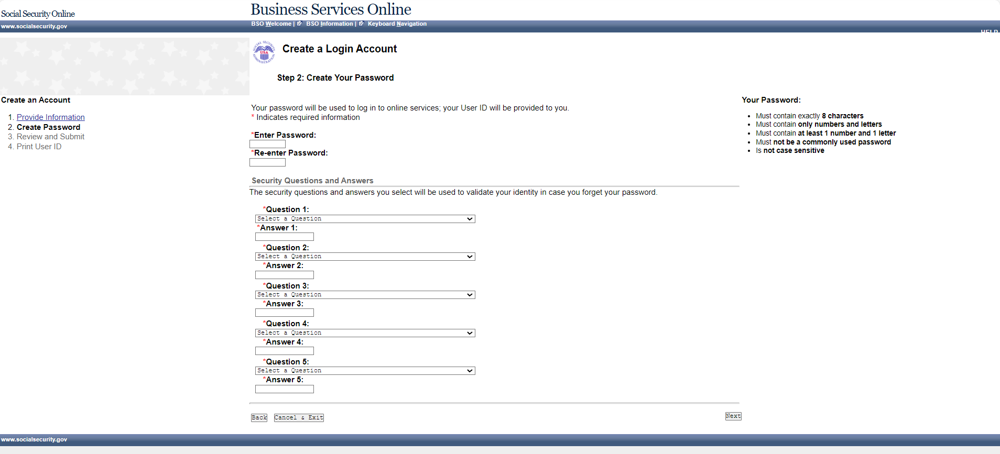 Social Security Online
Business Services Online
www.socialsecurity.gov
BSO Welcome | BSO Information | Keyboard Navigation
HELP
SOCIAL SECURITY ADMINISTRATION
USA
Create a Login Account
Step 2: Create Your Password
Create an Account
1. Provide Information
2. Create Password
3. Review and Submit
4. Print User ID
Your password will be used to log in to online services; your User ID will be provided to you.
* Indicates required information
*Enter Password:
*Re-enter Password:
Security Questions and Answers
The security questions and answers you select will be used to validate your identity in case you forget your password.
*Question 1:
Select a Question
*Answer 1:
*Question 2:
Select a Question
*Answer 2:
*Question 3:
Select a Question
*Answer 3:
*Question 4:
Select a Question
*Answer 4:
*Question 5:
Select a Question
*Answer 5:
Back
Cancel & Exit
Next
Your Password:
• Must contain exactly 8 characters
• Must contain only numbers and letters
• Must contain at least 1 number and 1 letter
• Must not be a commonly used password
• Is not case sensitive
www.socialsecurity.gov